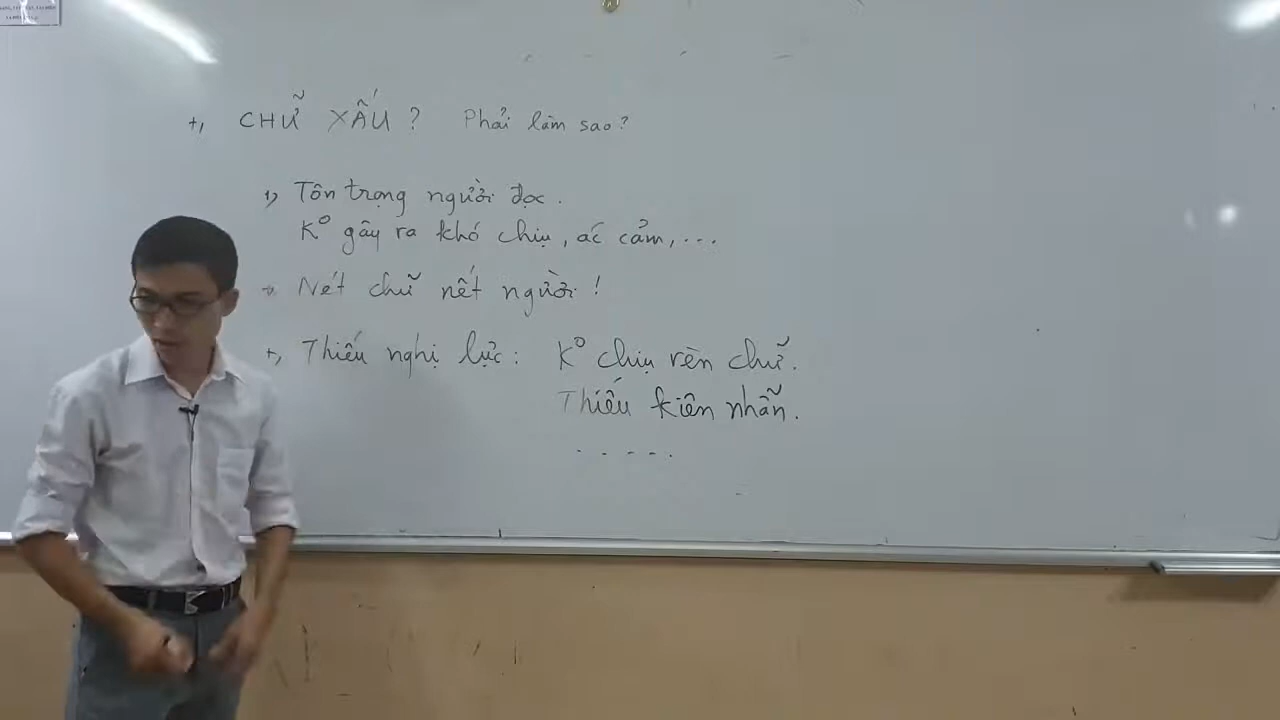 +, CHỮ XẤU ? Phải làm sao ?
+, Tôn trọng người đọc.
K° gây ra khó chịu, ác cảm,...
+, Nét chữ nết người !
+, Thiếu nghị lực : K° chịu rèn chữ.
Thiếu kiên nhẫn.
.....